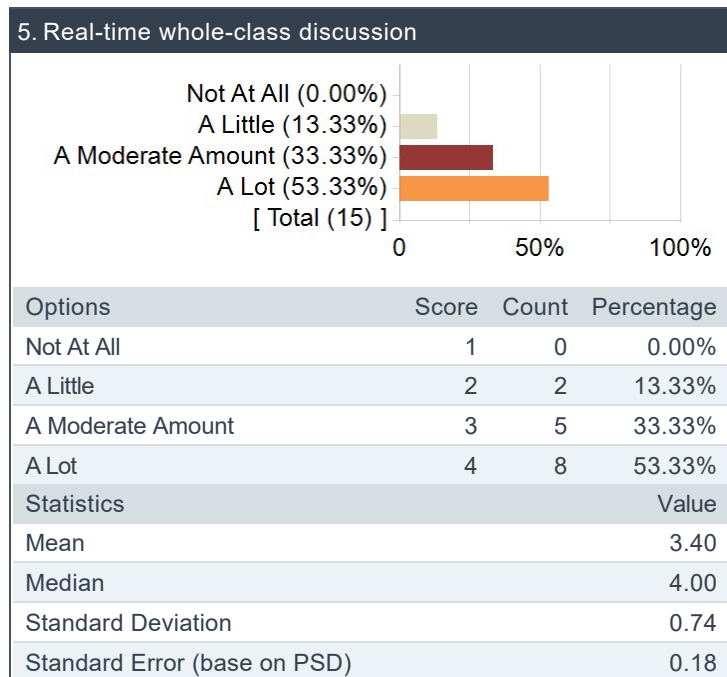 5. Real-time whole-class discussion
Not At All (0.00%)
A Little (13.33%)
A Moderate Amount (33.33%)
A Lot (53.33%)
[ Total (15) ]
0 50% 100%
Options Score Count Percentage
Not At All 1 0 0.00%
A Little 2 2 13.33%
A Moderate Amount 3 5 33.33%
A Lot 4 8 53.33%
Statistics Value
Mean 3.40
Median 4.00
Standard Deviation 0.74
Standard Error (base on PSD) 0.18